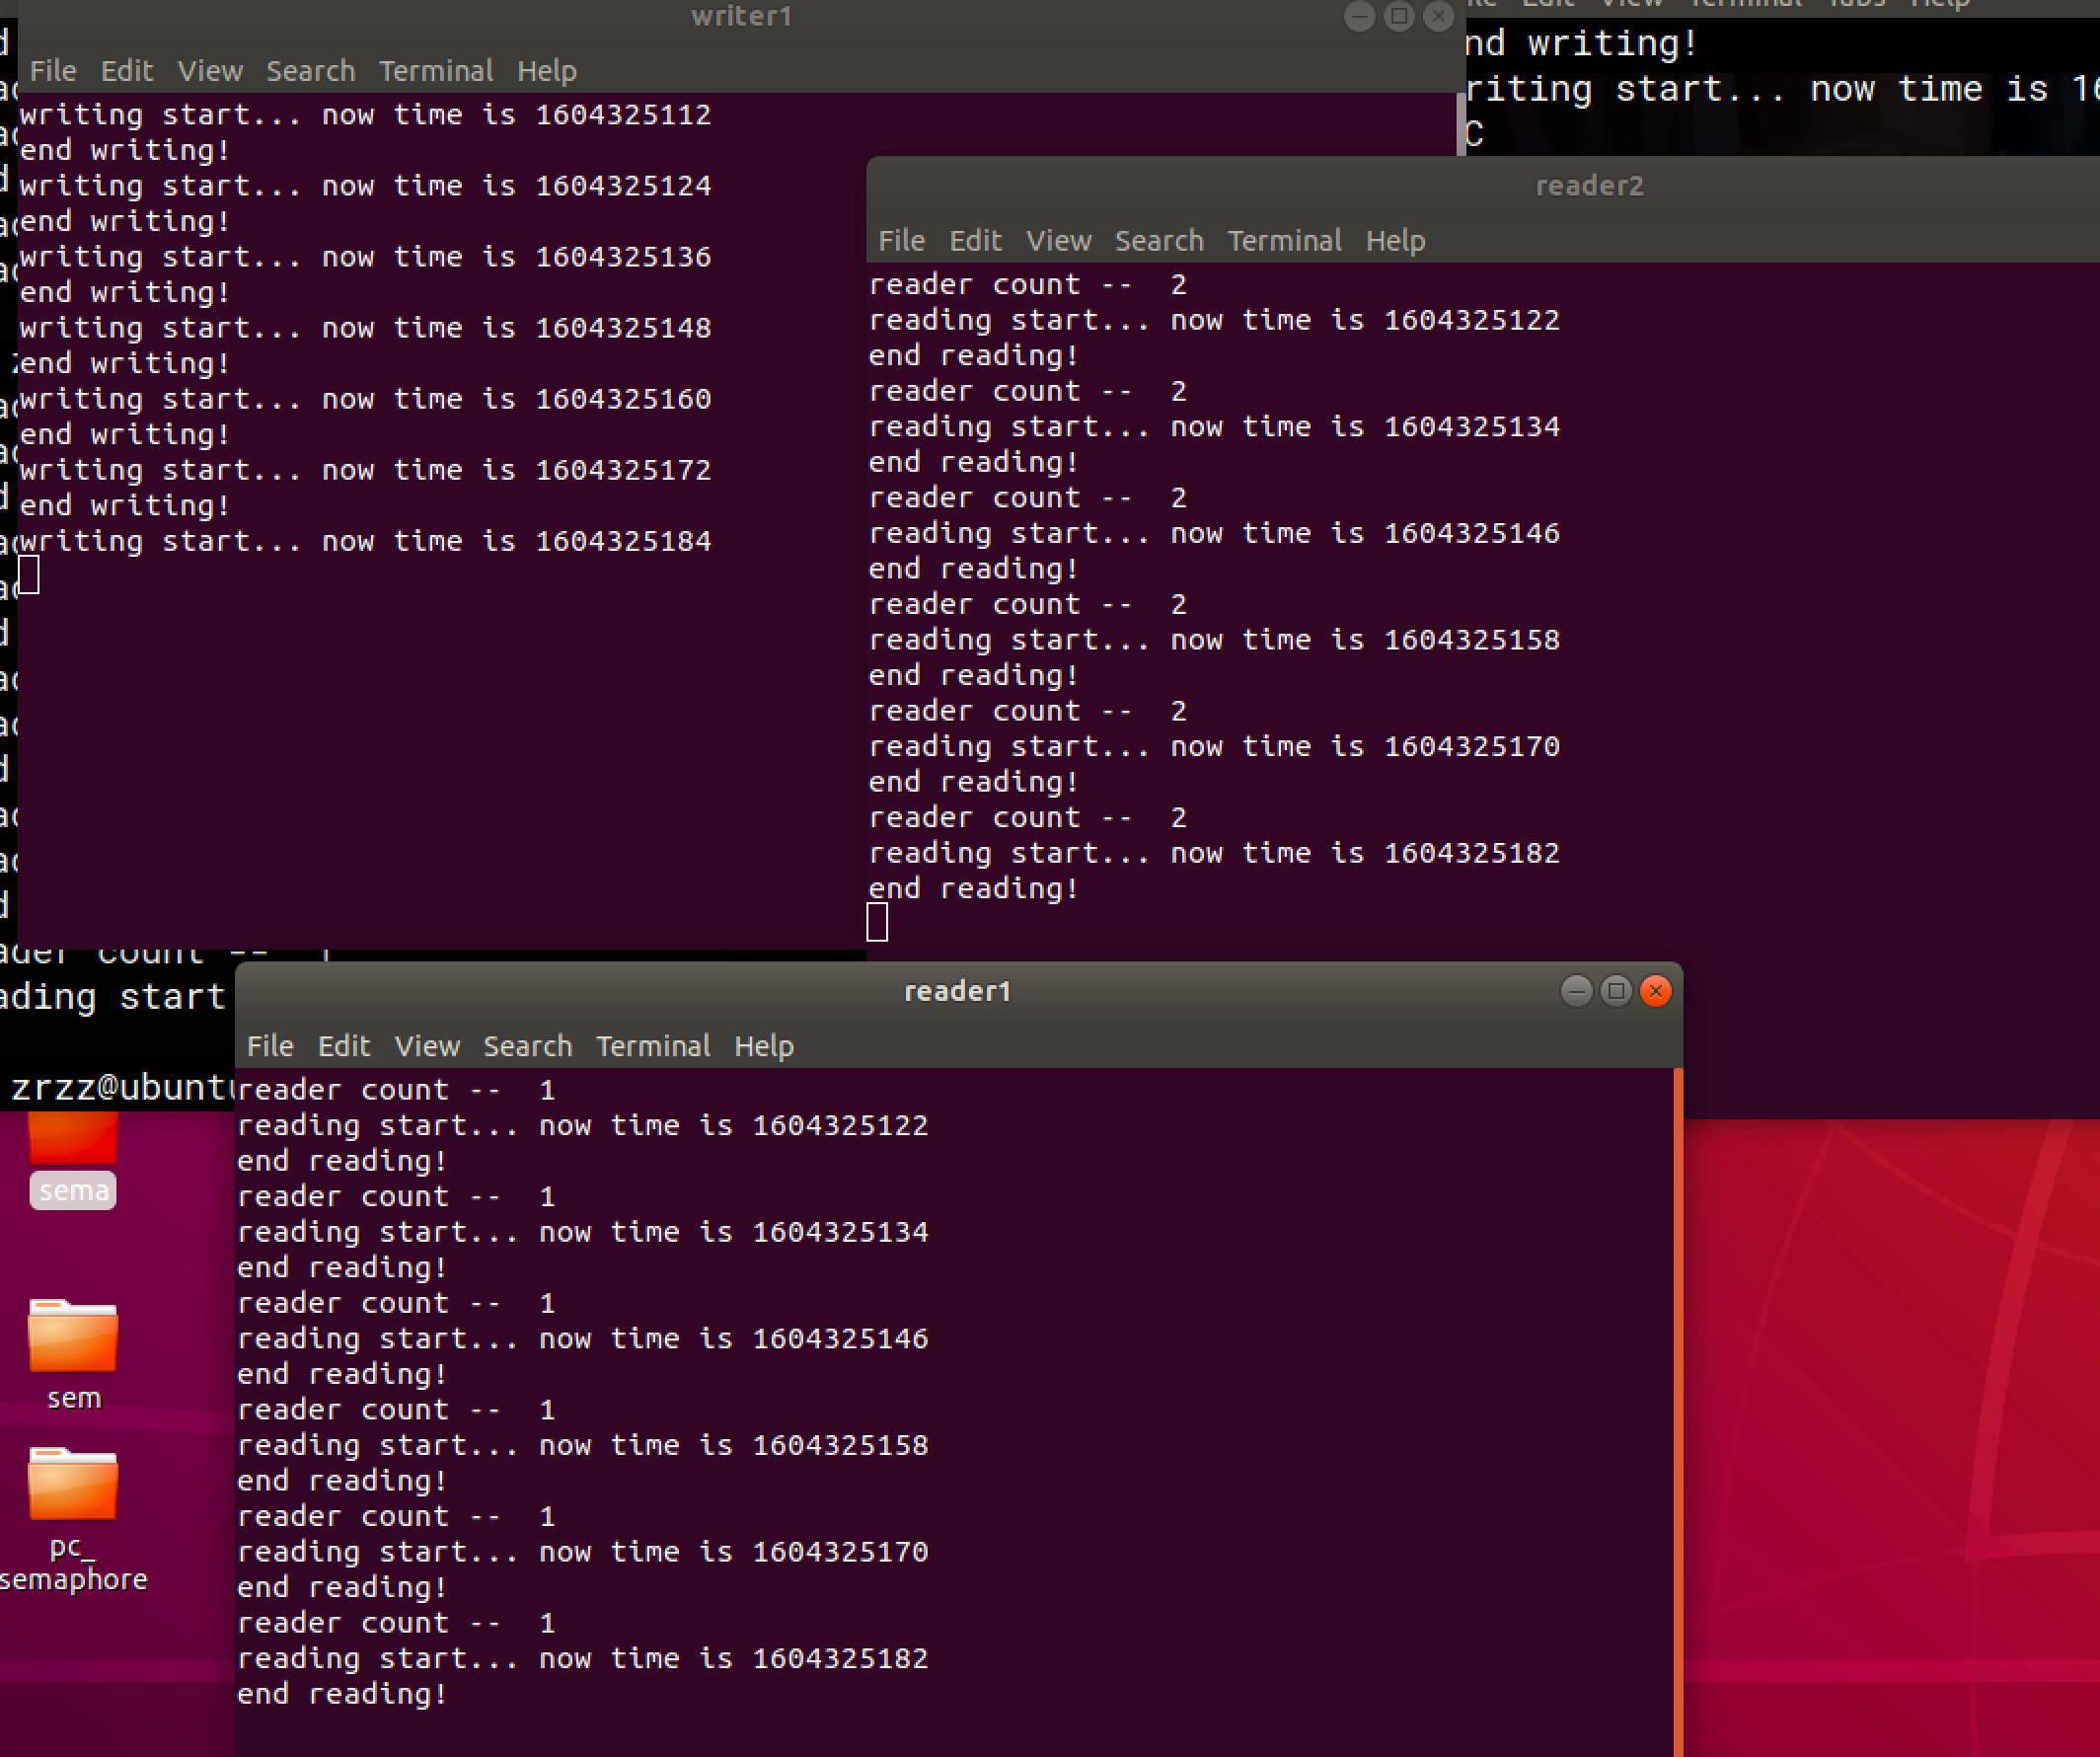 writer1
File Edit View Search Terminal Help
writing start... now time is 1604325112
end writing!
writing start... now time is 1604325124
end writing!
writing start... now time is 1604325136
end writing!
writing start... now time is 1604325148
end writing!
writing start... now time is 1604325160
end writing!
writing start... now time is 1604325172
end writing!
writing start... now time is 1604325184
File Edit View Terminal Tabs Help
nd writing!
riting start... now time is 16
C
reader2
File Edit View Search Terminal Help
reader count -- 2
reading start... now time is 1604325122
end reading!
reader count -- 2
reading start... now time is 1604325134
end reading!
reader count -- 2
reading start... now time is 1604325146
end reading!
reader count -- 2
reading start... now time is 1604325158
end reading!
reader count -- 2
reading start... now time is 1604325170
end reading!
reader count -- 2
reading start... now time is 1604325182
end reading!
ader count -- 1
ading start
zrzz@ubuntu
reader1
File Edit View Search Terminal Help
reader count -- 1
reading start... now time is 1604325122
end reading!
reader count -- 1
reading start... now time is 1604325134
end reading!
reader count -- 1
reading start... now time is 1604325146
end reading!
reader count -- 1
reading start... now time is 1604325158
end reading!
reader count -- 1
reading start... now time is 1604325170
end reading!
reader count -- 1
reading start... now time is 1604325182
end reading!
sema
sem
pc_
semaphore